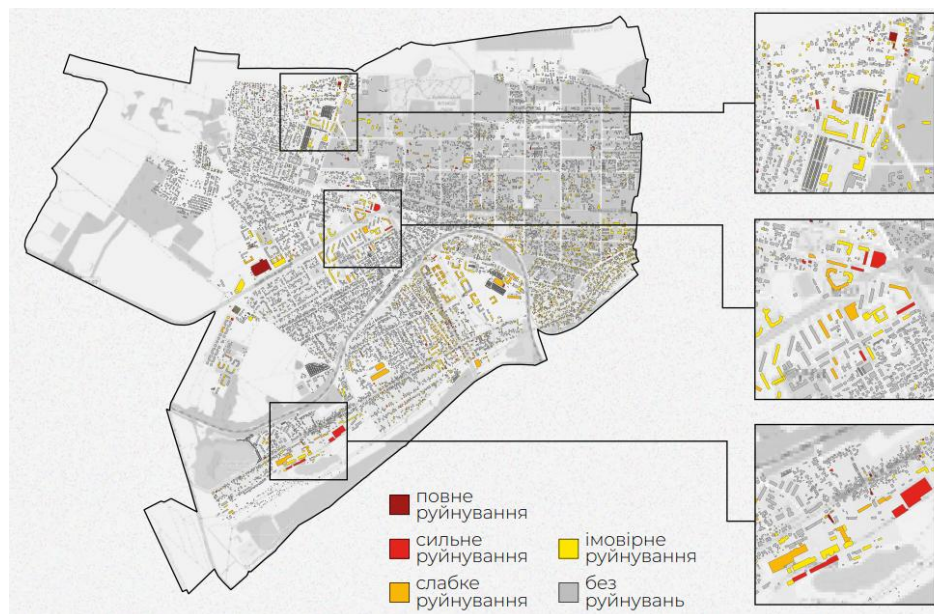 повне
руйнування
сильне
руйнування
слабке
руйнування
імовірне
руйнування
без
руйнувань